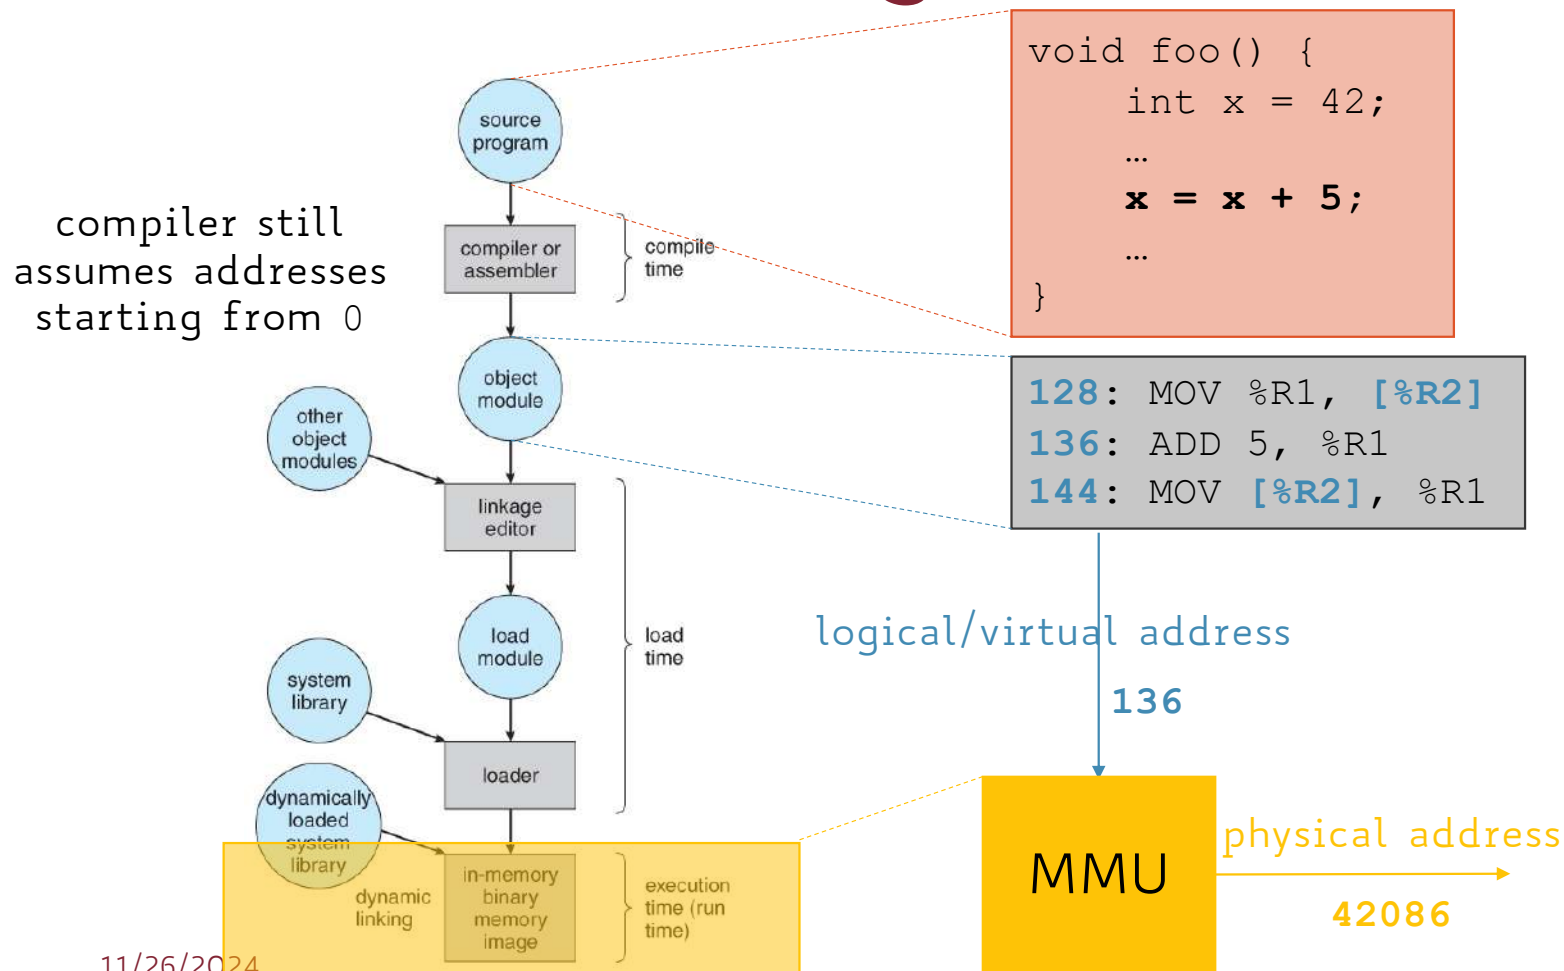 void foo() {
int x = 42;
…
x = x + 5;
…
}
source
program
compiler still
assumes addresses
starting from 0
compiler or
assembler
compile
time
object
module
128: MOV %R1, [%R2]
136: ADD 5, %R1
144: MOV [%R2], %R1
other
object
modules
linkage
editor
load
module
load
time
logical/virtual address
136
system
library
loader
dynamically
loaded
system
library
MMU
physical address
42086
dynamic
linking
in-memory
binary
memory
image
execution
time (run
time)
11/26/2024